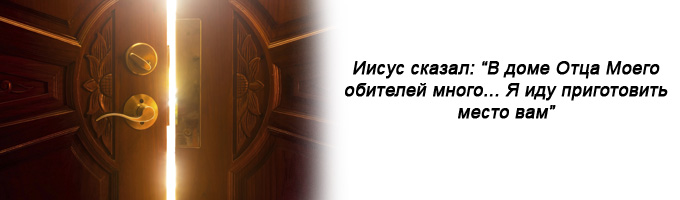 Иисус сказал: “В доме Отца Моего
обителей много... Я иду приготовить
место вам”